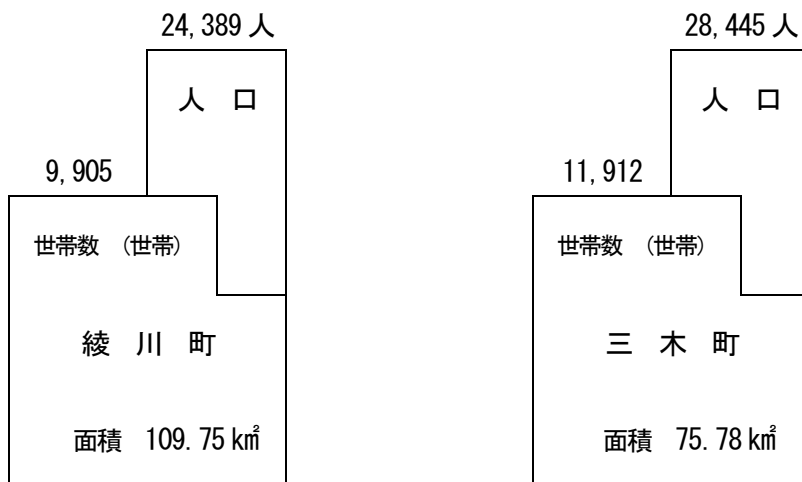 24,389 人
人 口
9,905
世帯数 （世帯）
綾 川 町
面積 109.75 k㎡
28,445 人
人 口
11,912
世帯数 （世帯）
三 木 町
面積 75.78 k㎡